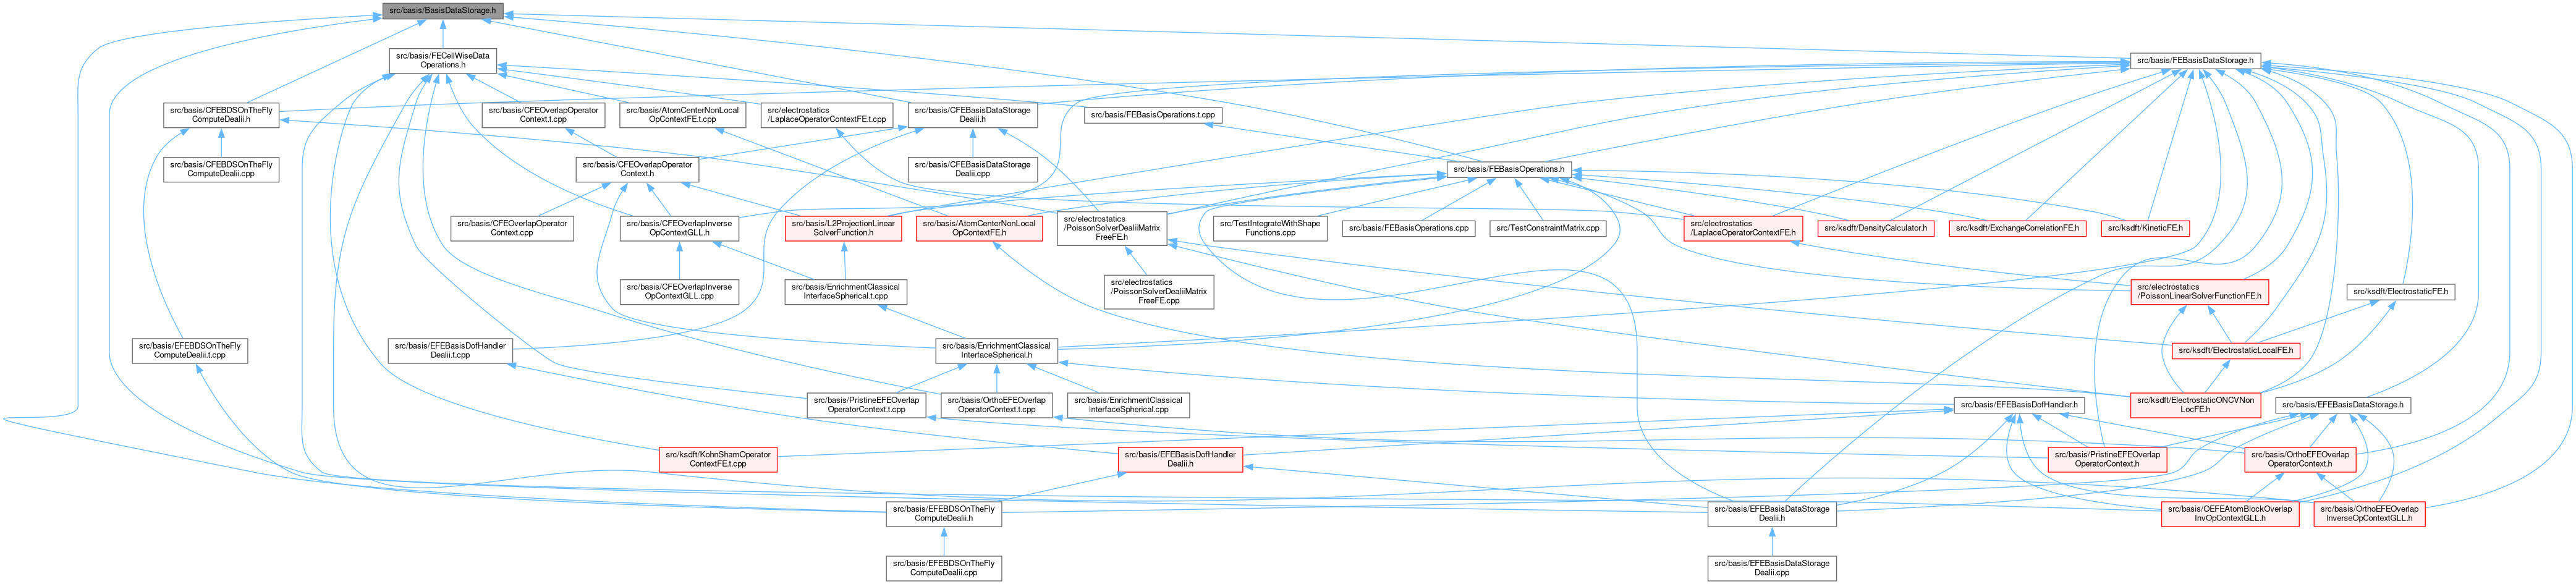 src/basis/BasisDataStorage.h
src/basis/FECellWiseData
Operations.h
src/basis/FEBasisDataStorage.h
src/basis/CFEBDSOnTheFly
ComputeDealii.h
src/basis/CFEOverlapOperator
Context.t.cpp
src/basis/AtomCenterNonLocal
OpContextFE.t.cpp
src/electrostatics
/LaplaceOperatorContextFE.t.cpp
src/basis/CFEBasisDataStorage
Dealii.h
src/basis/FEBasisOperations.t.cpp
src/basis/CFEBDSOnTheFly
ComputeDealii.cpp
src/basis/CFEOverlapOperator
Context.h
src/basis/CFEBasisDataStorage
Dealii.cpp
src/basis/FEBasisOperations.h
src/basis/CFEOverlapOperator
Context.cpp
src/basis/CFEOverlapInverse
OpContextGLL.h
src/basis/L2ProjectionLinear
SolverFunction.h
src/basis/AtomCenterNonLocal
OpContextFE.h
src/electrostatics
/PoissonSolverDealiiMatrix
FreeFE.h
src/TestIntegrateWithShape
Functions.cpp
src/basis/FEBasisOperations.cpp
src/TestConstraintMatrix.cpp
src/electrostatics
/LaplaceOperatorContextFE.h
src/ksdft/DensityCalculator.h
src/ksdft/ExchangeCorrelationFE.h
src/ksdft/KineticFE.h
src/basis/CFEOverlapInverse
OpContextGLL.cpp
src/basis/EnrichmentClassical
InterfaceSpherical.t.cpp
src/electrostatics
/PoissonSolverDealiiMatrix
FreeFE.cpp
src/electrostatics
/PoissonLinearSolverFunctionFE.h
src/ksdft/ElectrostaticFE.h
src/basis/EFEBDSOnTheFly
ComputeDealii.t.cpp
src/basis/EFEBasisDofHandler
Dealii.t.cpp
src/basis/EnrichmentClassical
InterfaceSpherical.h
src/ksdft/ElectrostaticLocalFE.h
src/basis/PristineEFEOverlap
OperatorContext.t.cpp
src/basis/OrthoEFEOverlap
OperatorContext.t.cpp
src/basis/EnrichmentClassical
InterfaceSpherical.cpp
src/basis/EFEBasisDofHandler.h
src/ksdft/ElectrostaticONCVNon
LocFE.h
src/basis/EFEBasisDataStorage.h
src/ksdft/KohnShamOperator
ContextFE.t.cpp
src/basis/EFEBasisDofHandler
Dealii.h
src/basis/PristineEFEOverlap
OperatorContext.h
src/basis/OrthoEFEOverlap
OperatorContext.h
src/basis/EFEBDSOnTheFly
ComputeDealii.h
src/basis/EFEBasisDataStorage
Dealii.h
src/basis/OEFEAtomBlockOverlap
InvOpContextGLL.h
src/basis/OrthoEFEOverlap
InverseOpContextGLL.h
src/basis/EFEBDSOnTheFly
ComputeDealii.cpp
src/basis/EFEBasisDataStorage
Dealii.cpp